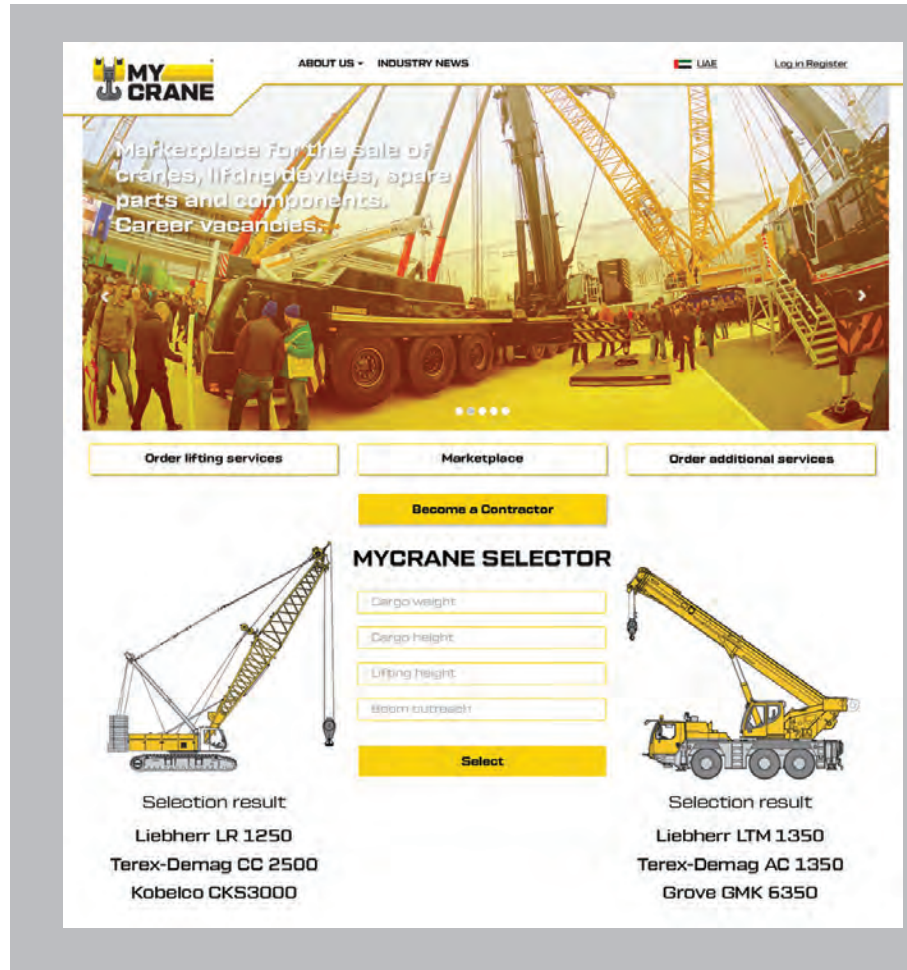 MY
CRANE
ABOUT US INDUSTRY NEWS
UAE
Log in Register
Marketplace for the sale of
cranes, lifting devices, spare
parts and components.
Career vacancies.
Order lifting services
Marketplace
Order additional services
Become a Contractor
MYCRANE SELECTOR
Cargo weight
Cargo height
Lifting height
Boom outreach
Select
Selection result
Liebherr LR 1250
Terex-Demag CC 2500
Kobelco CKS3000
Selection result
Liebherr LTM 1350
Terex-Demag AC 1350
Grove GMK 6350